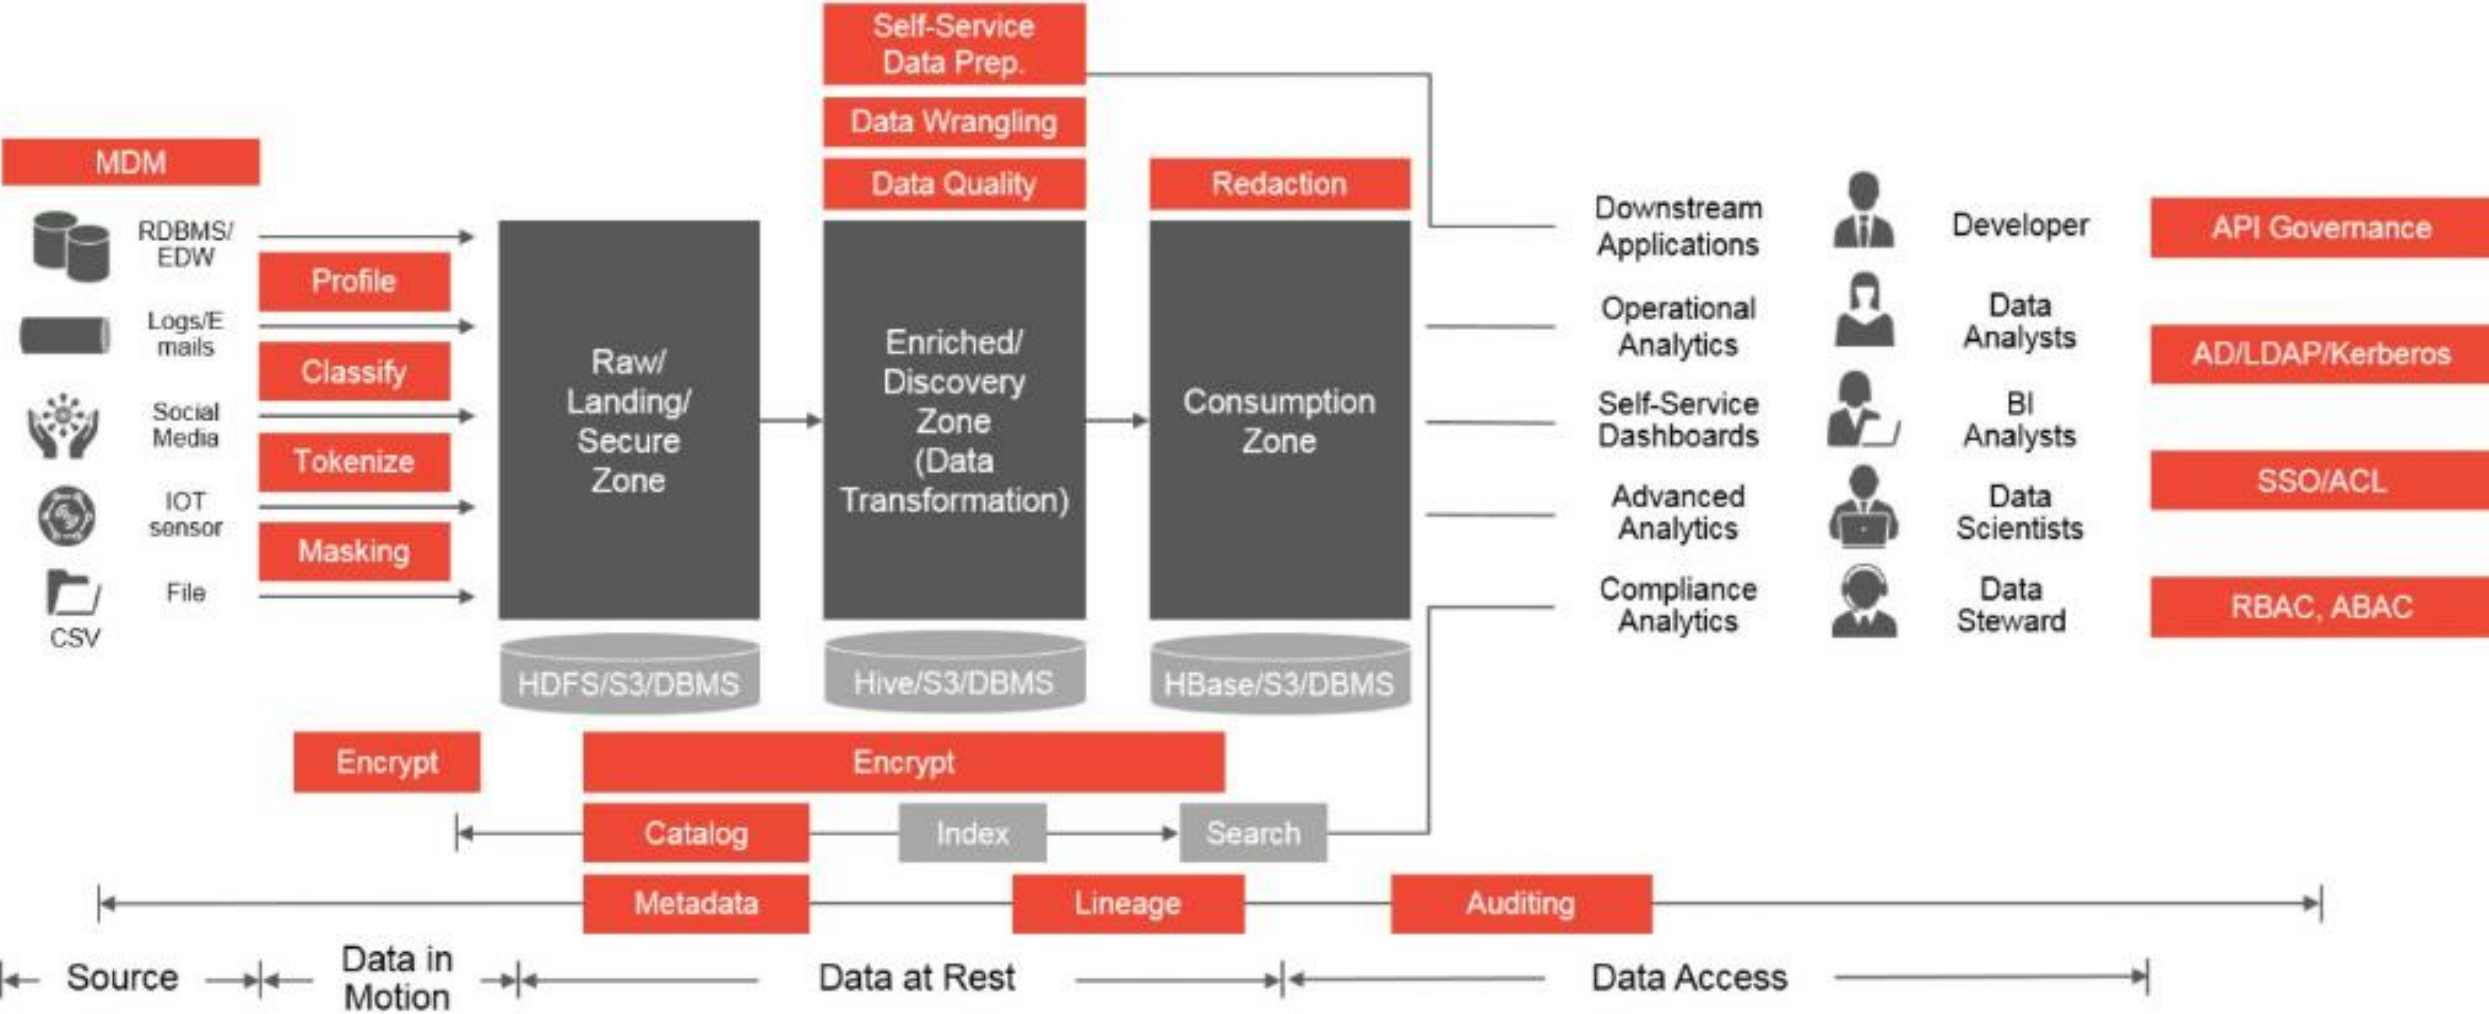 Self-Service
Data Prep.
Data Wrangling
Data Quality
MDM
Redaction
RDBMS/
EDW
Profile
Logs/E
mails
Classify
Social
Media
Tokenize
IOT
sensor
Masking
File
CSV
Raw/
Landing/
Secure
Zone
Enriched/
Discovery
Zone
(Data
Transformation)
Consumption
Zone
HDFS/S3/DBMS
Hive/S3/DBMS
HBase/S3/DBMS
Downstream
Applications
Developer
API Governance
Operational
Analytics
Data
Analysts
AD/LDAP/Kerberos
Self-Service
Dashboards
BI
Analysts
SSO/ACL
Advanced
Analytics
Data
Scientists
Compliance
Analytics
Data
Steward
RBAC, ABAC
Encrypt
Encrypt
Catalog
Index
Search
Metadata
Lineage
Auditing
Source
Data in
Motion
Data at Rest
Data Access